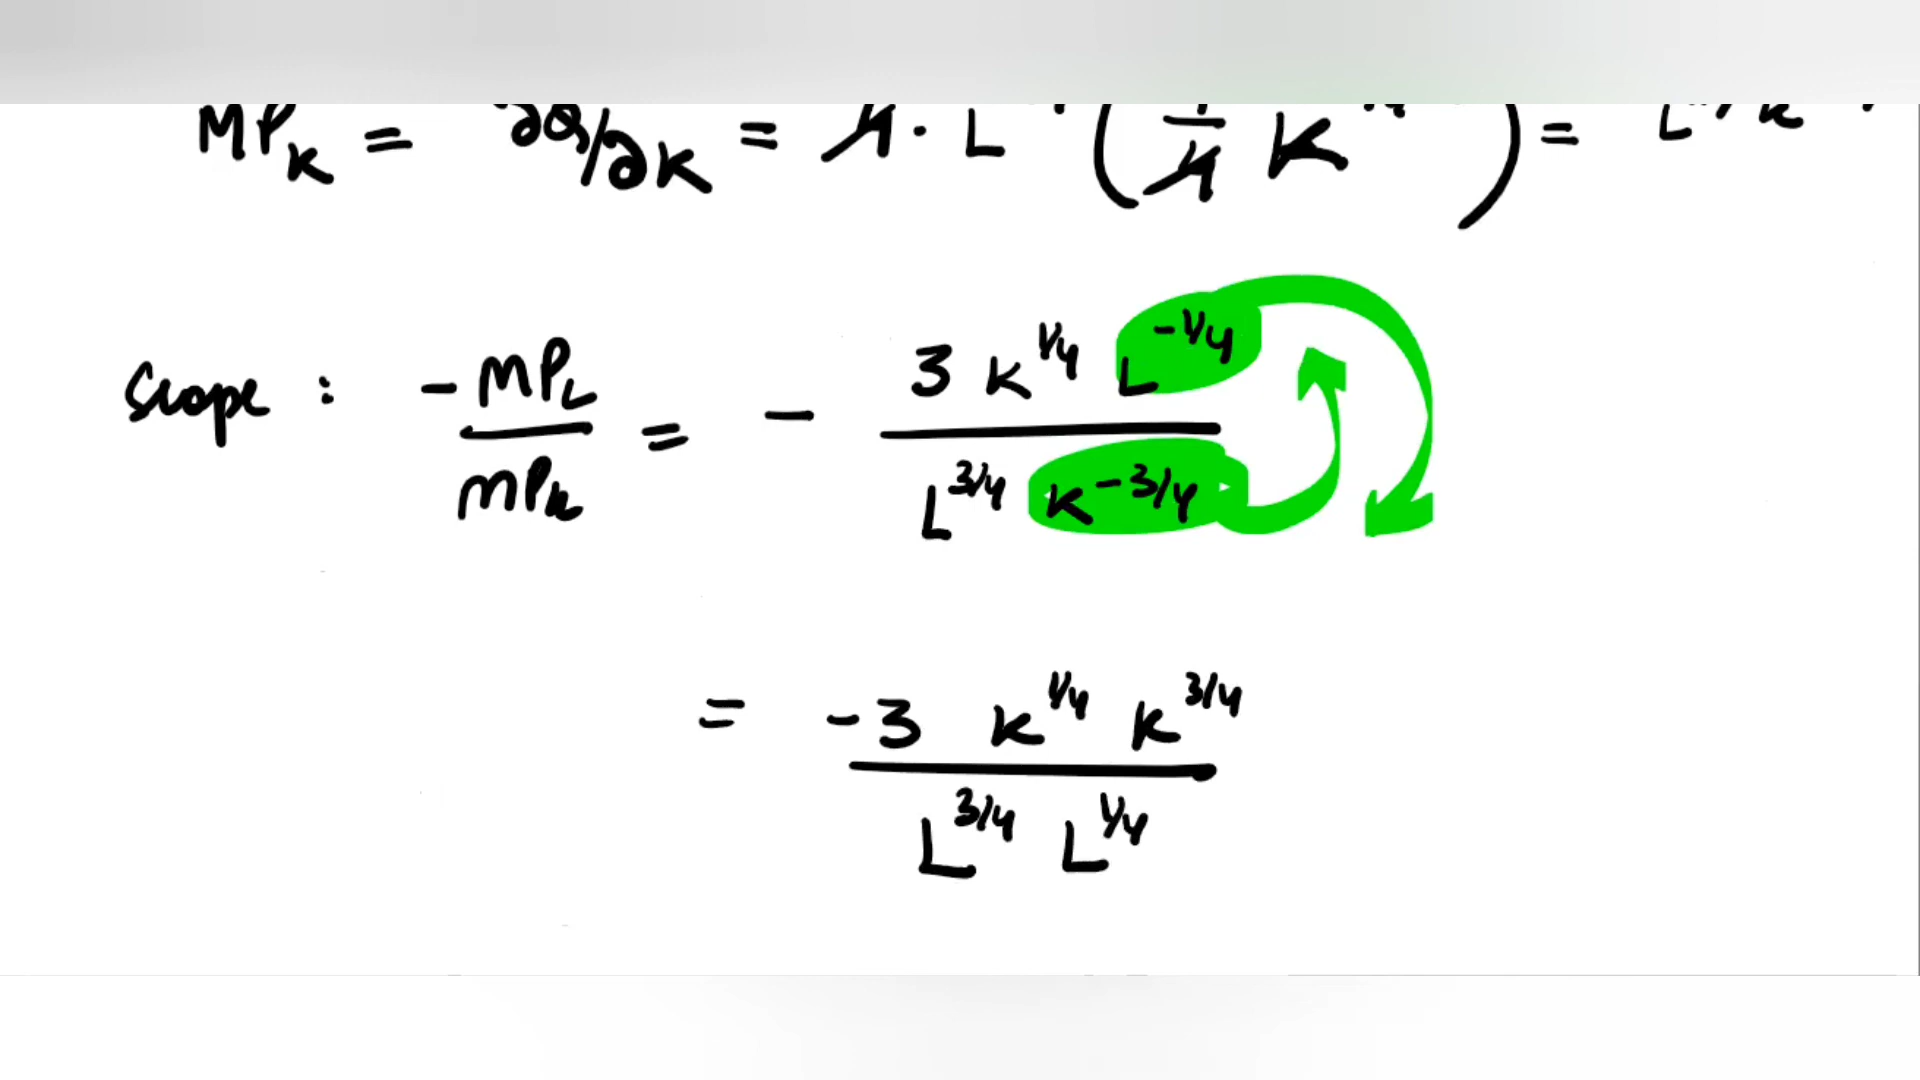 MP_K = ∂Q/∂K = 4 · L ( 1/4 K ) = L K
Slope : -MP_L/MP_K = - 3 K^{1/4} L^{-1/4} / L^{3/4} K^{-3/4}
= -3 K^{1/4} K^{3/4} / L^{3/4} L^{1/4}